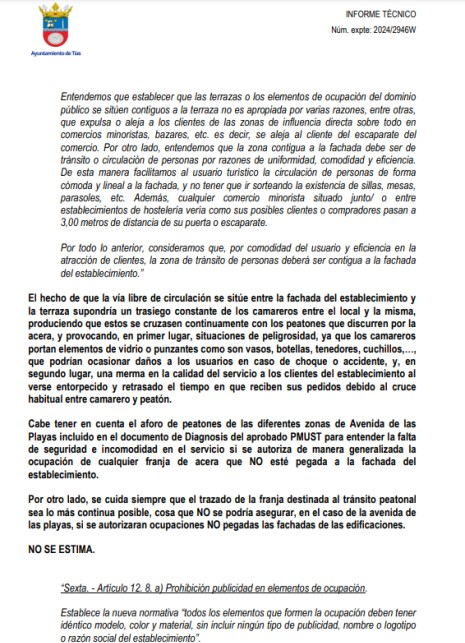 INFORME TÉCNICO
Núm. expte: 2024/2946W
Ayuntamiento de Tías
Entendemos que establecer que las terrazas o los elementos de ocupación del dominio
público se sitúen contiguos a la terraza no es apropiada por varias razones, entre otras,
que expulsa o aleja a los clientes de las zonas de influencia directa sobre todo en
comercios minoristas, bazares, etc. es decir, se aleja al cliente del escaparate del
comercio. Por otro lado, entendemos que la zona contigua a la fachada debe ser de
tránsito o circulación de personas por razones de uniformidad, comodidad y eficiencia.
De esta manera facilitamos al usuario turístico la circulación de personas de forma
cómoda y lineal a la fachada, y no tener que ir sorteando la existencia de sillas, mesas,
parasoles, etc. Además, cualquier comercio minorista situado junto/ o entre
establecimientos de hostelería vería como sus posibles clientes o compradores pasan a
3,00 metros de distancia de su puerta o escaparate.
Por todo lo anterior, consideramos que, por comodidad del usuario y eficiencia en la
atracción de clientes, la zona de tránsito de personas deberá ser contigua a la fachada
del establecimiento.”
El hecho de que la vía libre de circulación se sitúe entre la fachada del establecimiento y
la terraza supondría un trasiego constante de los camareros entre el local y la misma,
produciendo que estos se cruzasen continuamente con los peatones que discurren por la
acera, y provocando, en primer lugar, situaciones de peligrosidad, ya que los camareros
portan elementos de vidrio o punzantes como son vasos, botellas, tenedores, cuchillos,…,
que podrían ocasionar daños a los usuarios en caso de choque o accidente, y, en
segundo lugar, una merma en la calidad del servicio a los clientes del establecimiento al
verse entorpecido y retrasado el tiempo en que reciben sus pedidos debido al cruce
habitual entre camarero y peatón.
Cabe tener en cuenta el aforo de peatones de las diferentes zonas de Avenida de las
Playas incluido en el documento de Diagnosis del aprobado PMUST para entender la falta
de seguridad e incomodidad en el servicio si se autoriza de manera generalizada la
ocupación de cualquier franja de acera que NO esté pegada a la fachada del
establecimiento.
Por otro lado, se cuida siempre que el trazado de la franja destinada al tránsito peatonal
sea lo más continua posible, cosa que NO se podría asegurar, en el caso de la avenida de
las playas, si se autorizaran ocupaciones NO pegadas las fachadas de las edificaciones.
NO SE ESTIMA.
“Sexta. - Artículo 12. 8. a) Prohibición publicidad en elementos de ocupación.
Establece la nueva normativa “todos los elementos que formen la ocupación deben tener
idéntico modelo, color y material, sin incluir ningún tipo de publicidad, nombre o logotipo
o razón social del establecimiento”.